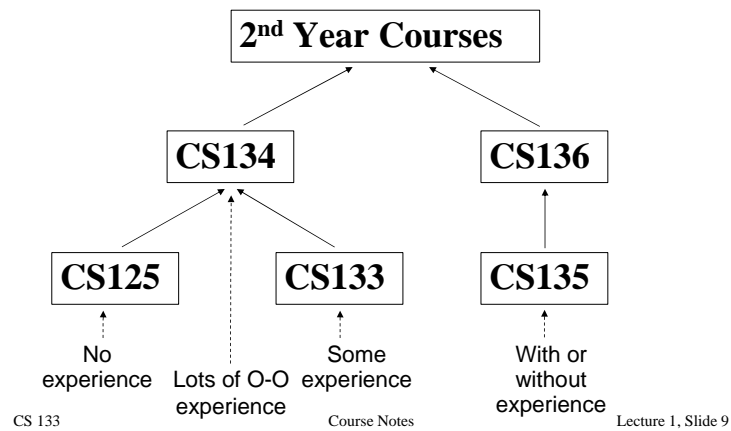 2nd Year Courses
CS134
CS136
CS125
CS133
CS135
No
experience
Lots of O-O
experience
Some
experience
With or
without
experience
CS 133
Course Notes
Lecture 1, Slide 9